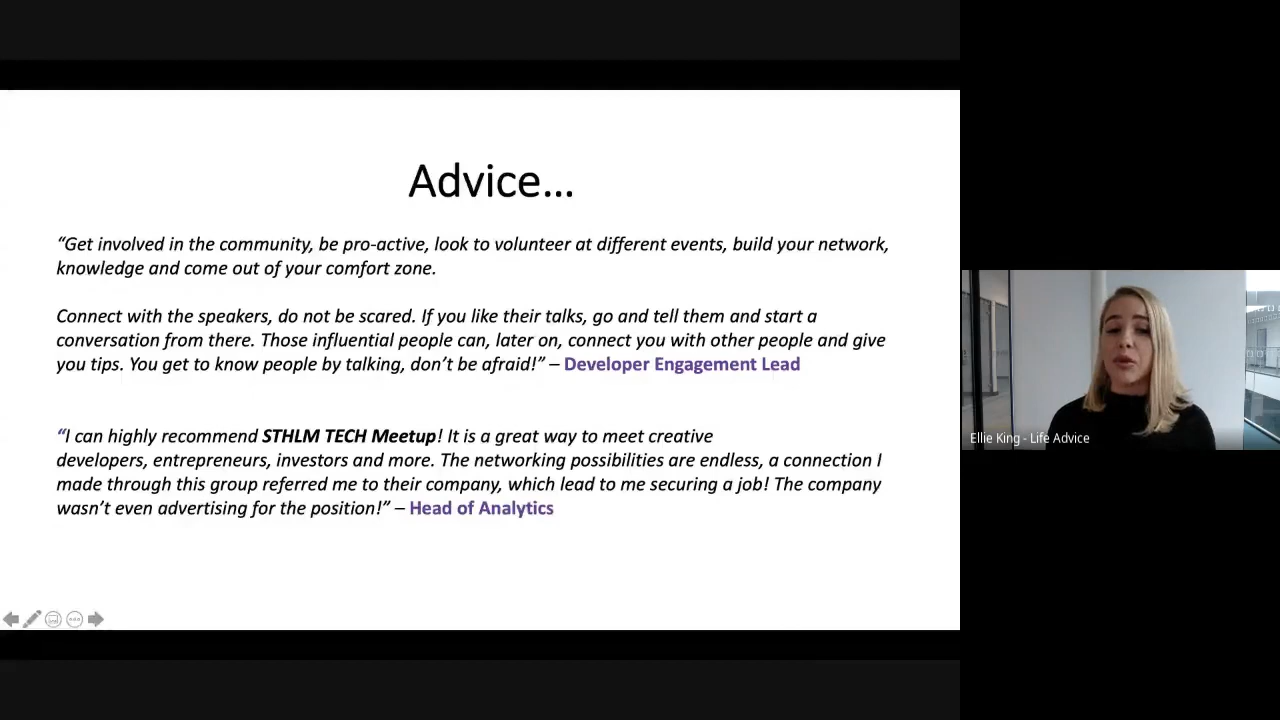 Advice...
“Get involved in the community, be pro-active, look to volunteer at different events, build your network,
knowledge and come out of your comfort zone.
Connect with the speakers, do not be scared. If you like their talks, go and tell them and start a
conversation from there. Those influential people can, later on, connect you with other people and give
you tips. You get to know people by talking, don’t be afraid!” – Developer Engagement Lead
“I can highly recommend STHLM TECH Meetup! It is a great way to meet creative
developers, entrepreneurs, investors and more. The networking possibilities are endless, a connection I
made through this group referred me to their company, which lead to me securing a job! The company
wasn’t even advertising for the position!” – Head of Analytics
Ellie King - Life Advice